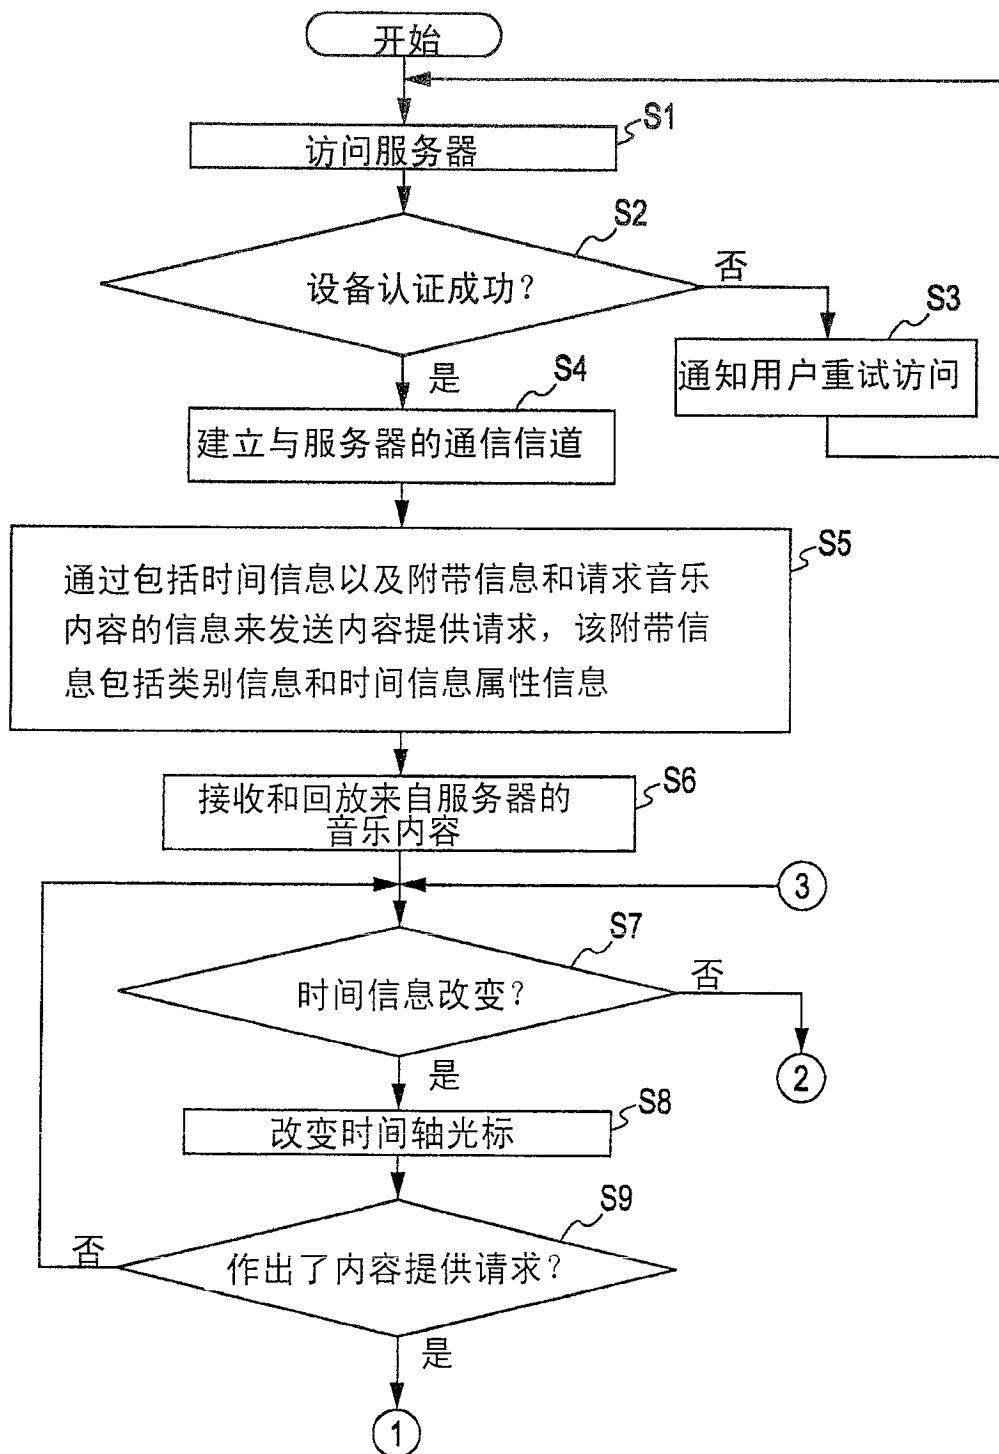 开始
S1
访问服务器
S2
设备认证成功？
否
S3
通知用户重试访问
是
S4
建立与服务器的通信信道
S5
通过包括时间信息以及附带信息和请求音乐
内容的信息来发送内容提供请求，该附带信
息包括类别信息和时间信息属性信息
S6
接收和回放来自服务器的
音乐内容
3
S7
时间信息改变？
否
2
是
S8
改变时间轴光标
S9
否
作出了内容提供请求？
是
1